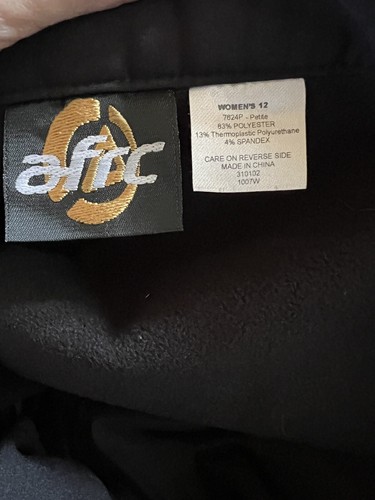 afrc
WOMEN'S 12
7624P - Petite
83% POLYESTER
13% Thermoplastic Polyurethane
4% SPANDEX
CARE ON REVERSE SIDE
MADE IN CHINA
310102
1007W